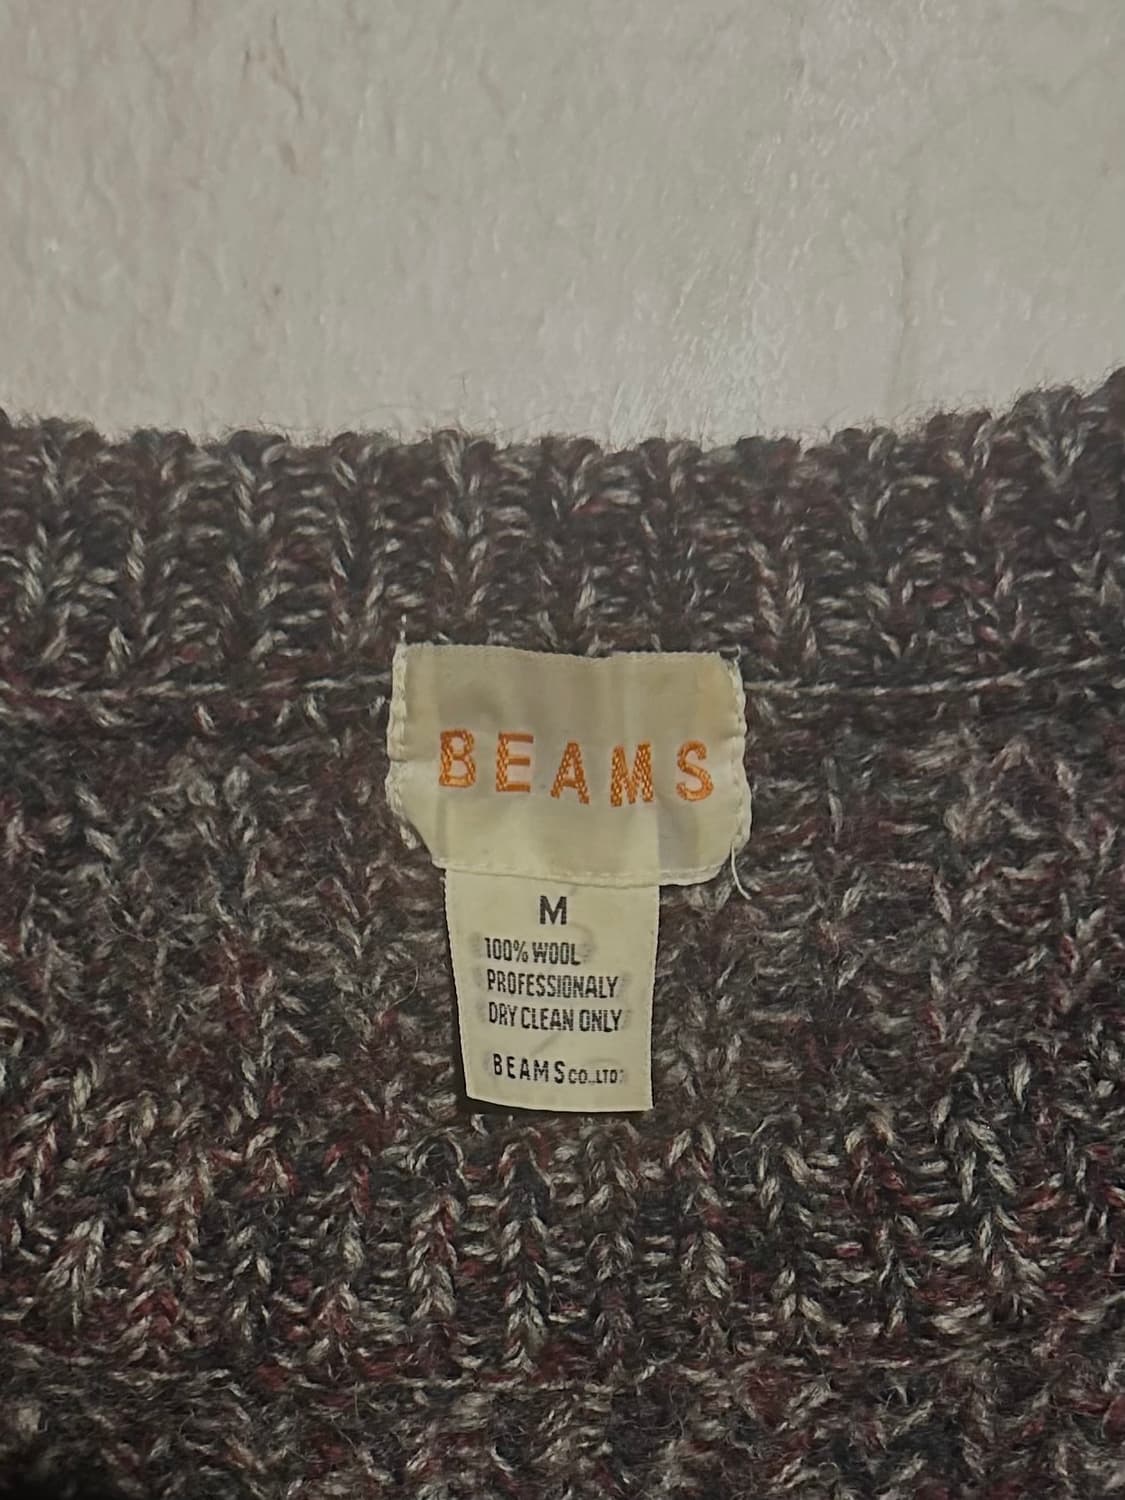 BEAMS
M
100% WOOL
PROFESSIONALY
DRY CLEAN ONLY
BEAMS CO.,LTD.